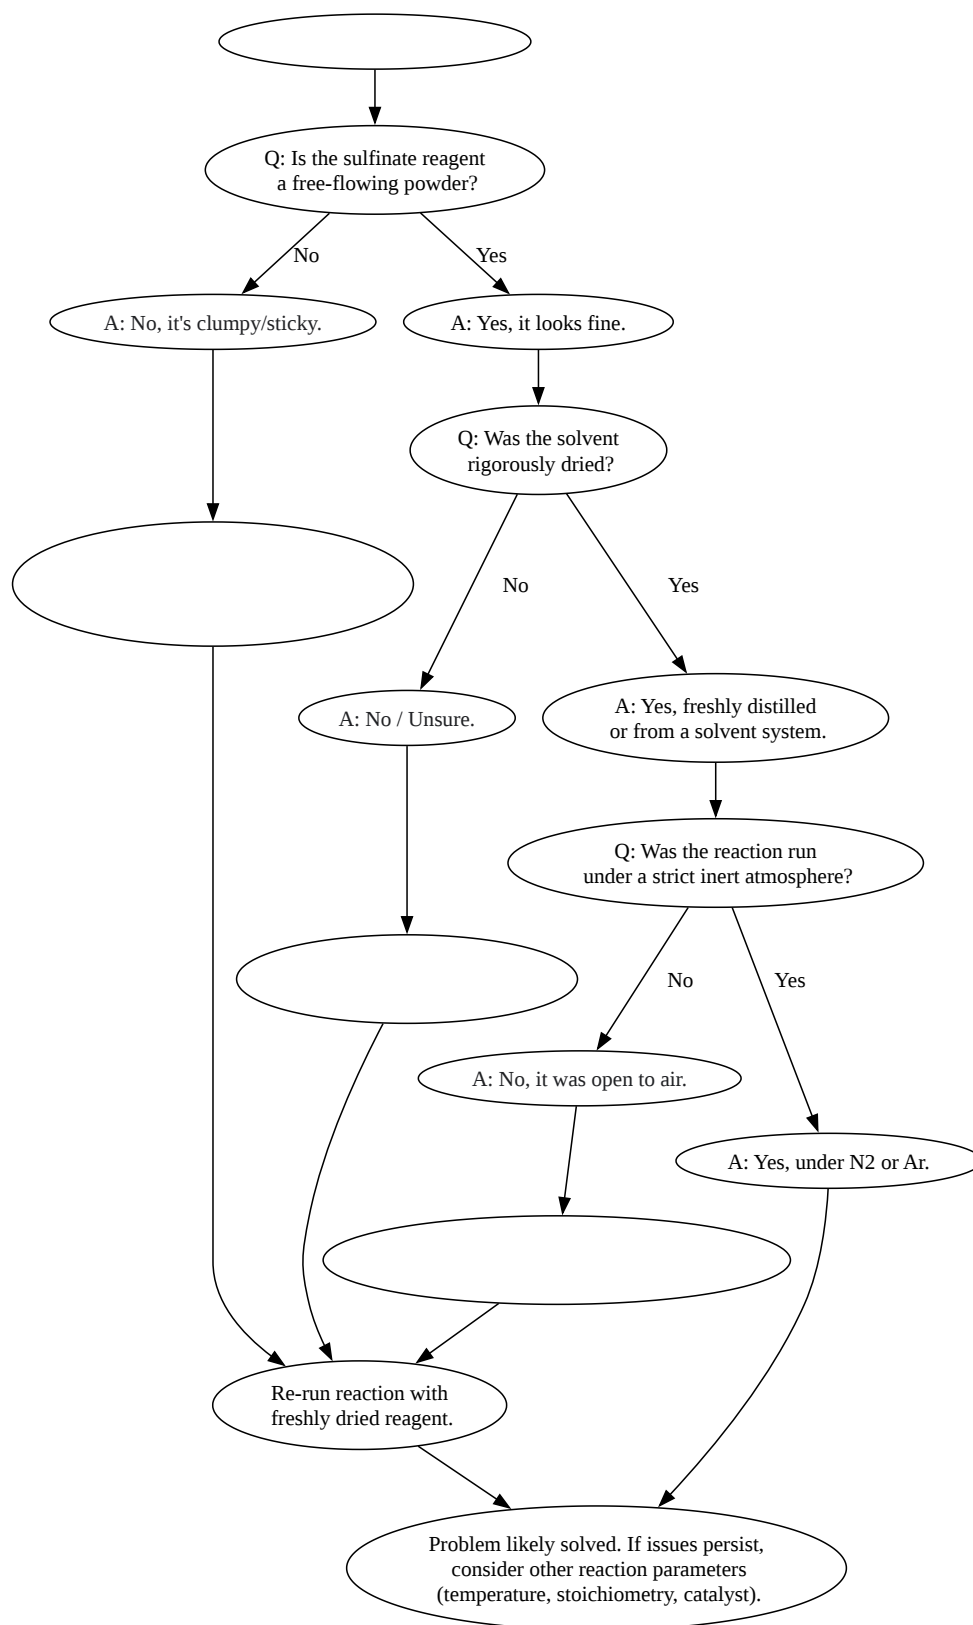 Q: Is the sulfinate reagent
a free-flowing powder?
No
Yes
A: No, it's clumpy/sticky.
A: Yes, it looks fine.
Q: Was the solvent
rigorously dried?
No
Yes
A: No / Unsure.
A: Yes, freshly distilled
or from a solvent system.
Q: Was the reaction run
under a strict inert atmosphere?
No
Yes
A: No, it was open to air.
A: Yes, under N2 or Ar.
Re-run reaction with
freshly dried reagent.
Problem likely solved. If issues persist,
consider other reaction parameters
(temperature, stoichiometry, catalyst).